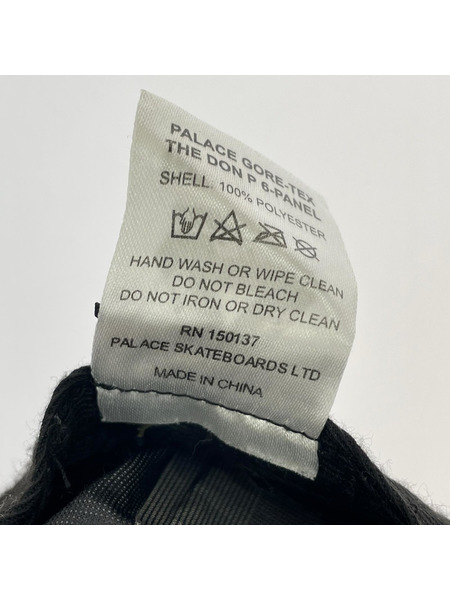 PALACE GORE-TEX
THE DON P 6-PANEL
SHELL: 100% POLYESTER
HAND WASH OR WIPE CLEAN
DO NOT BLEACH
DO NOT IRON OR DRY CLEAN
RN 150137
PALACE SKATEBOARDS LTD
MADE IN CHINA